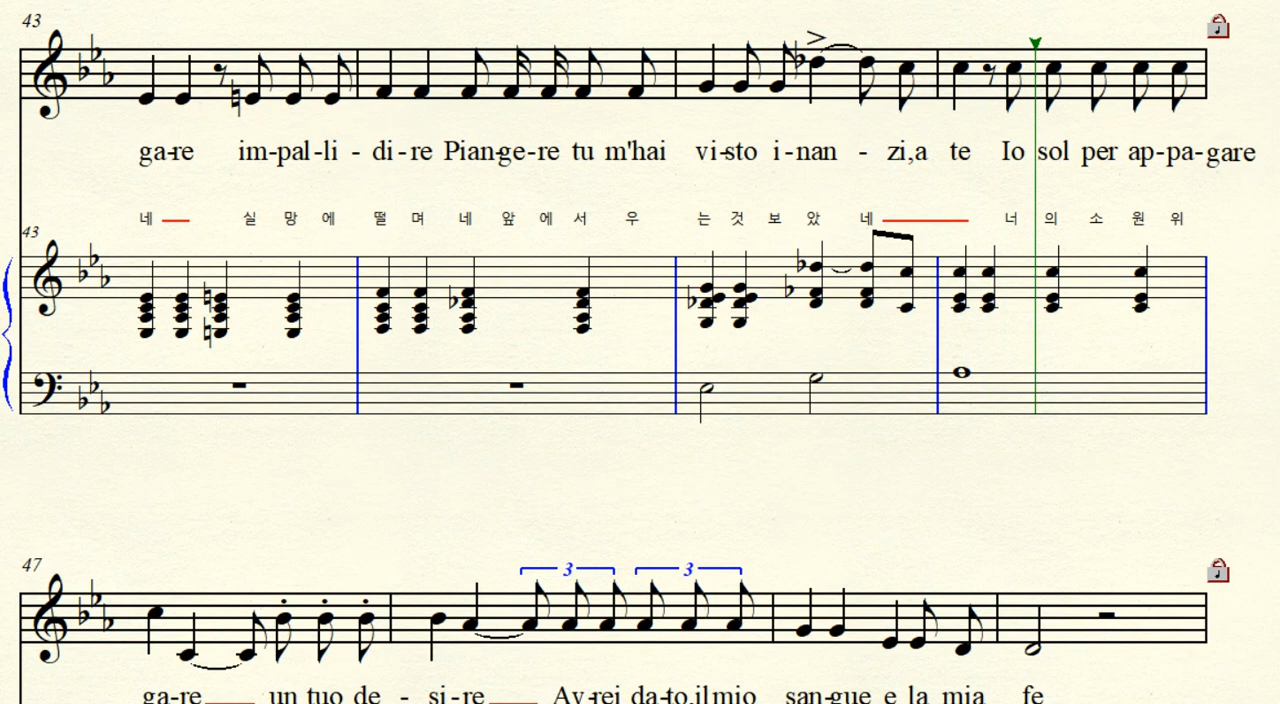 43
ga-re im-pal-li - di-re Pian-ge-re tu m'hai vi-sto i-nan - zi,a te Io sol per ap-pa-gare
네 실 망 에 떨 며 네 앞 에 서 우 는 것 보 았 네 너 의 소 원 위
43
47
3 3
ga-re un tuo de - si-re Av-rei da-to,il mio san-gue e la mia fe